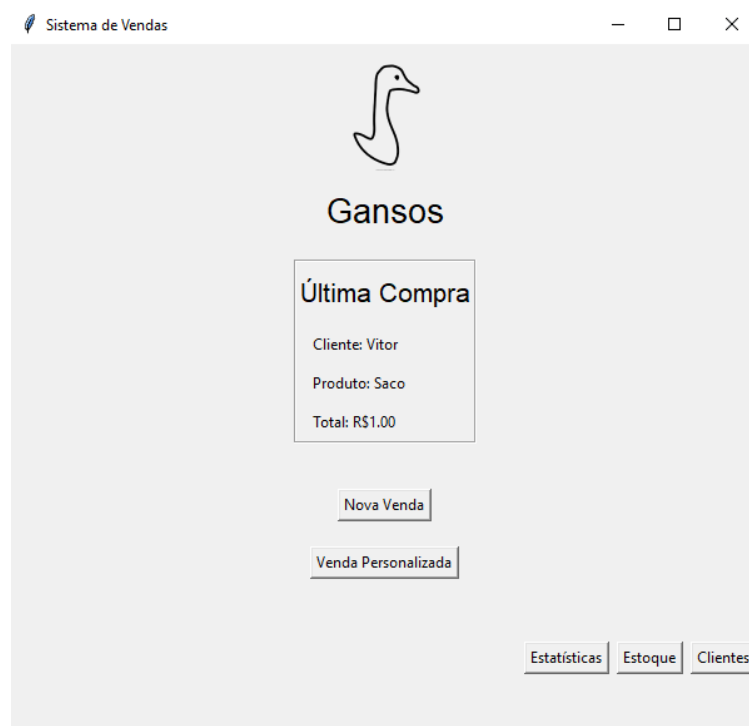 Sistema de Vendas
Gansos
Última Compra
Cliente: Vitor
Produto: Saco
Total: R$1.00
Nova Venda
Venda Personalizada
Estatísticas Estoque Clientes